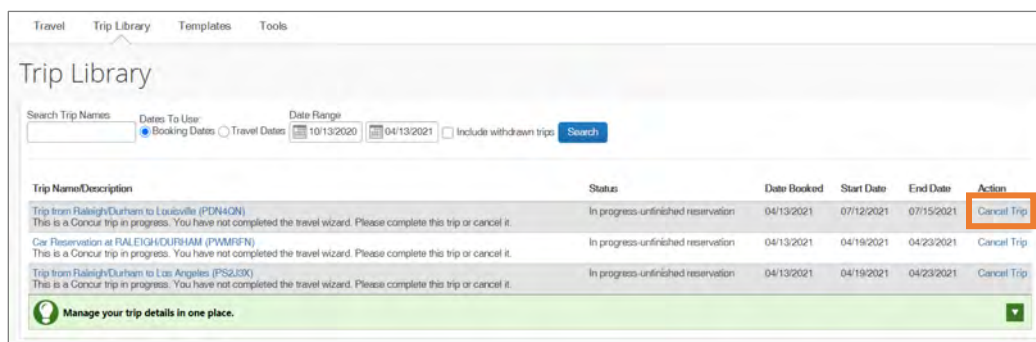 Travel Trip Library Templates Tools
Trip Library
Search Trip Names Dates To Use: Date Range
Booking Dates Travel Dates 10/13/2020 04/13/2021 Include withdrawn trips Search
Trip Name/Description Status Date Booked Start Date End Date Action
Trip from Raleigh/Durham to Louisville (PDN4QN) In progress-unfinished reservation 04/13/2021 07/12/2021 07/15/2021 Cancel Trip
This is a Concur trip in progress. You have not completed the travel wizard. Please complete this trip or cancel it.
Car Reservation at RALEIGH/DURHAM (PWMRFN) In progress-unfinished reservation 04/13/2021 04/19/2021 04/23/2021 Cancel Trip
This is a Concur trip in progress. You have not completed the travel wizard. Please complete this trip or cancel it.
Trip from Raleigh/Durham to Los Angeles (PS2J3X) In progress-unfinished reservation 04/13/2021 04/19/2021 04/23/2021 Cancel Trip
This is a Concur trip in progress. You have not completed the travel wizard. Please complete this trip or cancel it.
Manage your trip details in one place.